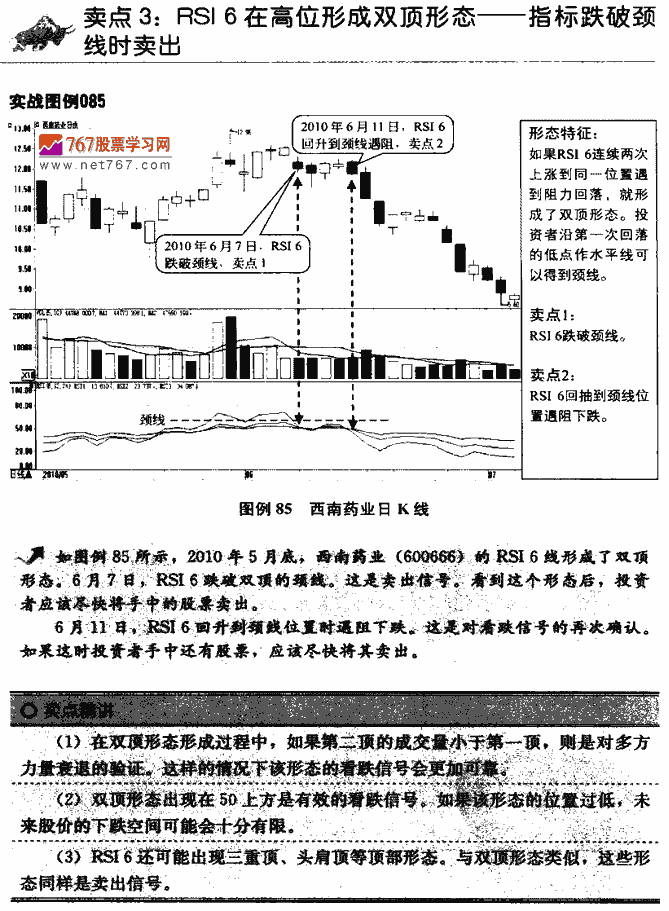 卖点 3：RSI 6 在高位形成双顶形态——指标跌破颈
线时卖出
实战图例085
西南药业日线
767股票学习网
www.net767.com
13.00
12.50
11.50
11.00
10.50
9.50
9.00
12.98
2010 年 6 月 11 日，RSI 6
回升到颈线遇阻，卖点 2
2010 年 6 月 7 日，RSI 6
跌破颈线，卖点 1
20000
10000
X10
100.00
80.00
颈线
50.00
20.00
0.00
日线
2010/05
06
07
形态特征：
如果RSI 6连续两次
上涨到同一位置遇
到阻力回落，就形
成了双顶形态。投
资者沿第一次回落
的低点作水平线可
以得到颈线。
卖点1：
RSI 6跌破颈线。
卖点2：
RSI 6回抽到颈线位
置遇阻下跌。
图例 85 西南药业日 K 线
如图例 85 所示，2010 年 5 月底，西南药业（600666）的 RSI 6 线形成了双顶
形态。6 月 7 日，RSI 6 跌破双顶的颈线。这是卖出信号。看到这个形态后，投资
者应该尽快将手中的股票卖出。
6 月 11 日，RSI 6 回升到颈线位置时遇阻下跌。这是对看跌信号的再次确认。
如果这时投资者手中还有股票，应该尽快将其卖出。
卖点精讲
（1）在双顶形态形成过程中，如果第二顶的成交量小于第一顶，则是对多方
力量衰退的验证。这样的情况下该形态的看跌信号会更加可靠。
（2）双顶形态出现在 50 上方是有效的看跌信号。如果该形态的位置过低，未
来股价的下跌空间可能会十分有限。
（3）RSI 6 还可能出现三重顶、头肩顶等顶部形态。与双顶形态类似，这些形
态同样是卖出信号。